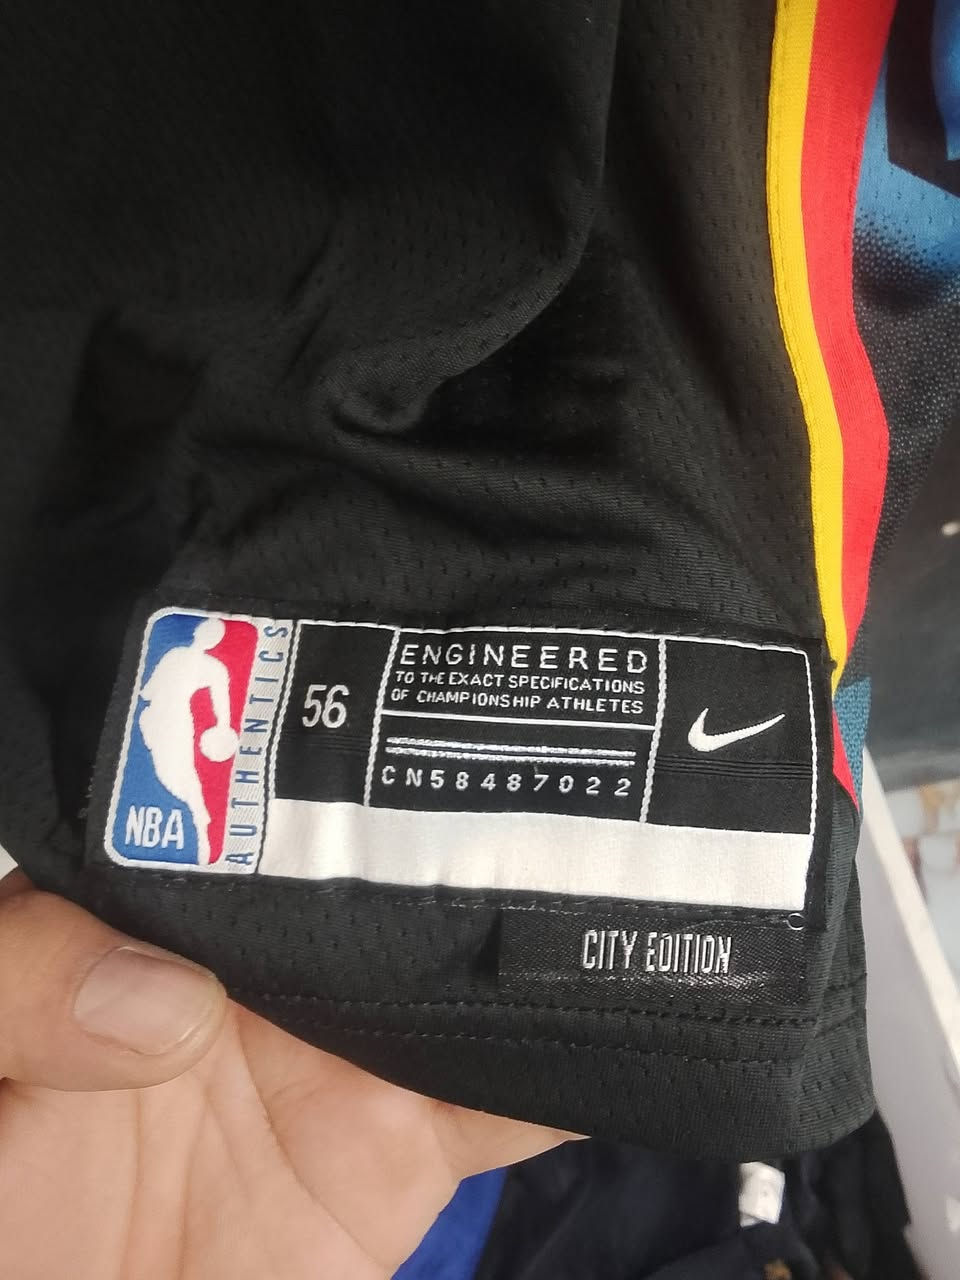 NBA
AUTHENTICS
56
ENGINEERED
TO THE EXACT SPECIFICATIONS
OF CHAMPIONSHIP ATHLETES
CN58487022
CITY EDITION